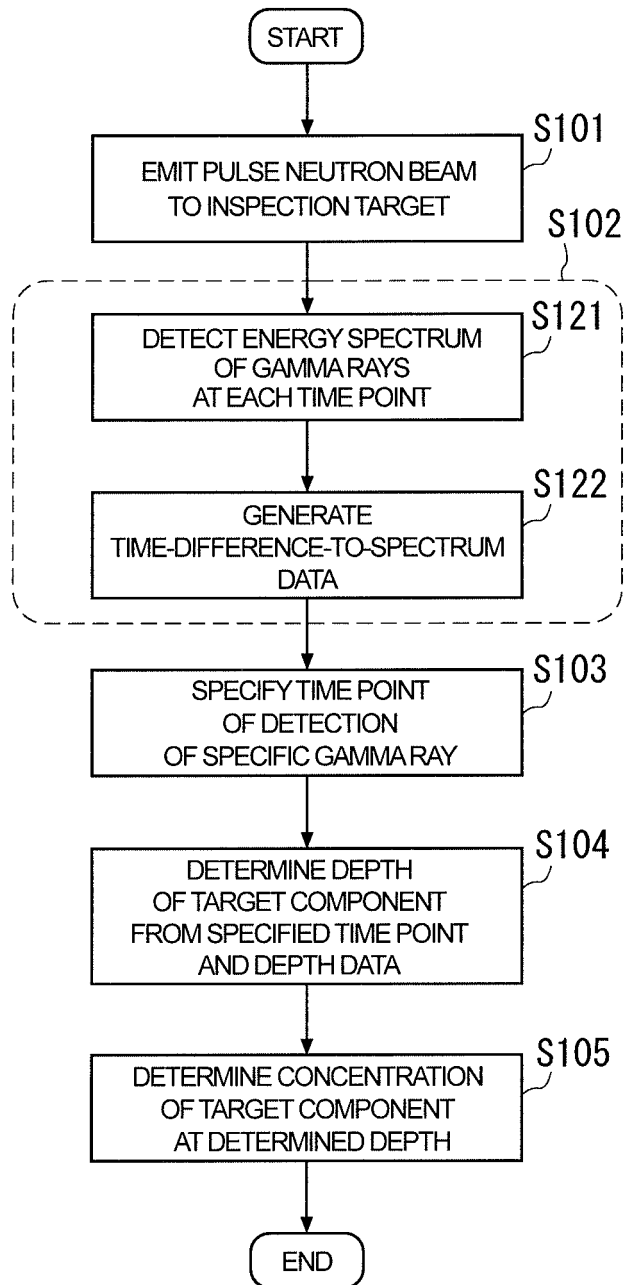 START
S101
EMIT PULSE NEUTRON BEAM
TO INSPECTION TARGET
S102
S121
DETECT ENERGY SPECTRUM
OF GAMMA RAYS
AT EACH TIME POINT
S122
GENERATE
TIME-DIFFERENCE-TO-SPECTRUM
DATA
S103
SPECIFY TIME POINT
OF DETECTION
OF SPECIFIC GAMMA RAY
S104
DETERMINE DEPTH
OF TARGET COMPONENT
FROM SPECIFIED TIME POINT
AND DEPTH DATA
S105
DETERMINE CONCENTRATION
OF TARGET COMPONENT
AT DETERMINED DEPTH
END